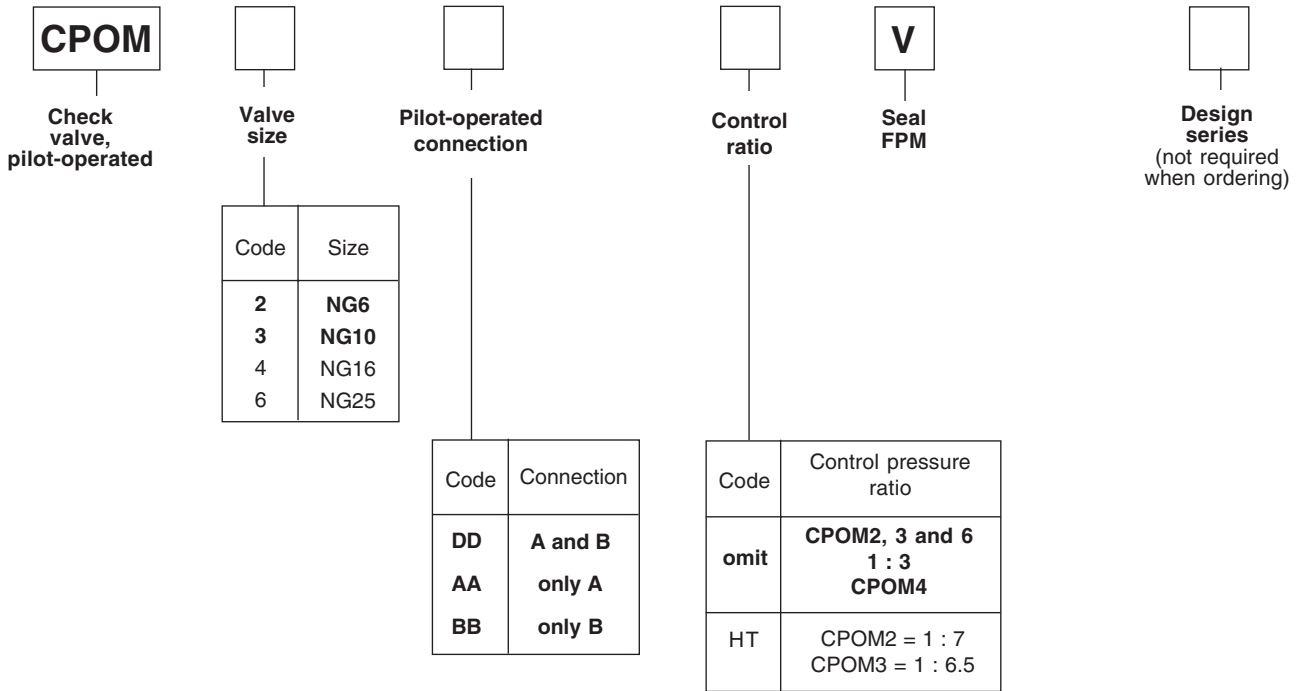 CPOM
V
Check
valve,
pilot-operated
Valve
size
Pilot-operated
connection
Control
ratio
Seal
FPM
Design
series
(not required
when ordering)
Code Size
2 NG6
3 NG10
4 NG16
6 NG25
Code Connection
DD A and B
AA only A
BB only B
Code Control pressure
ratio
omit CPOM2, 3 and 6
1 : 3
CPOM4
HT CPOM2 = 1 : 7
CPOM3 = 1 : 6.5